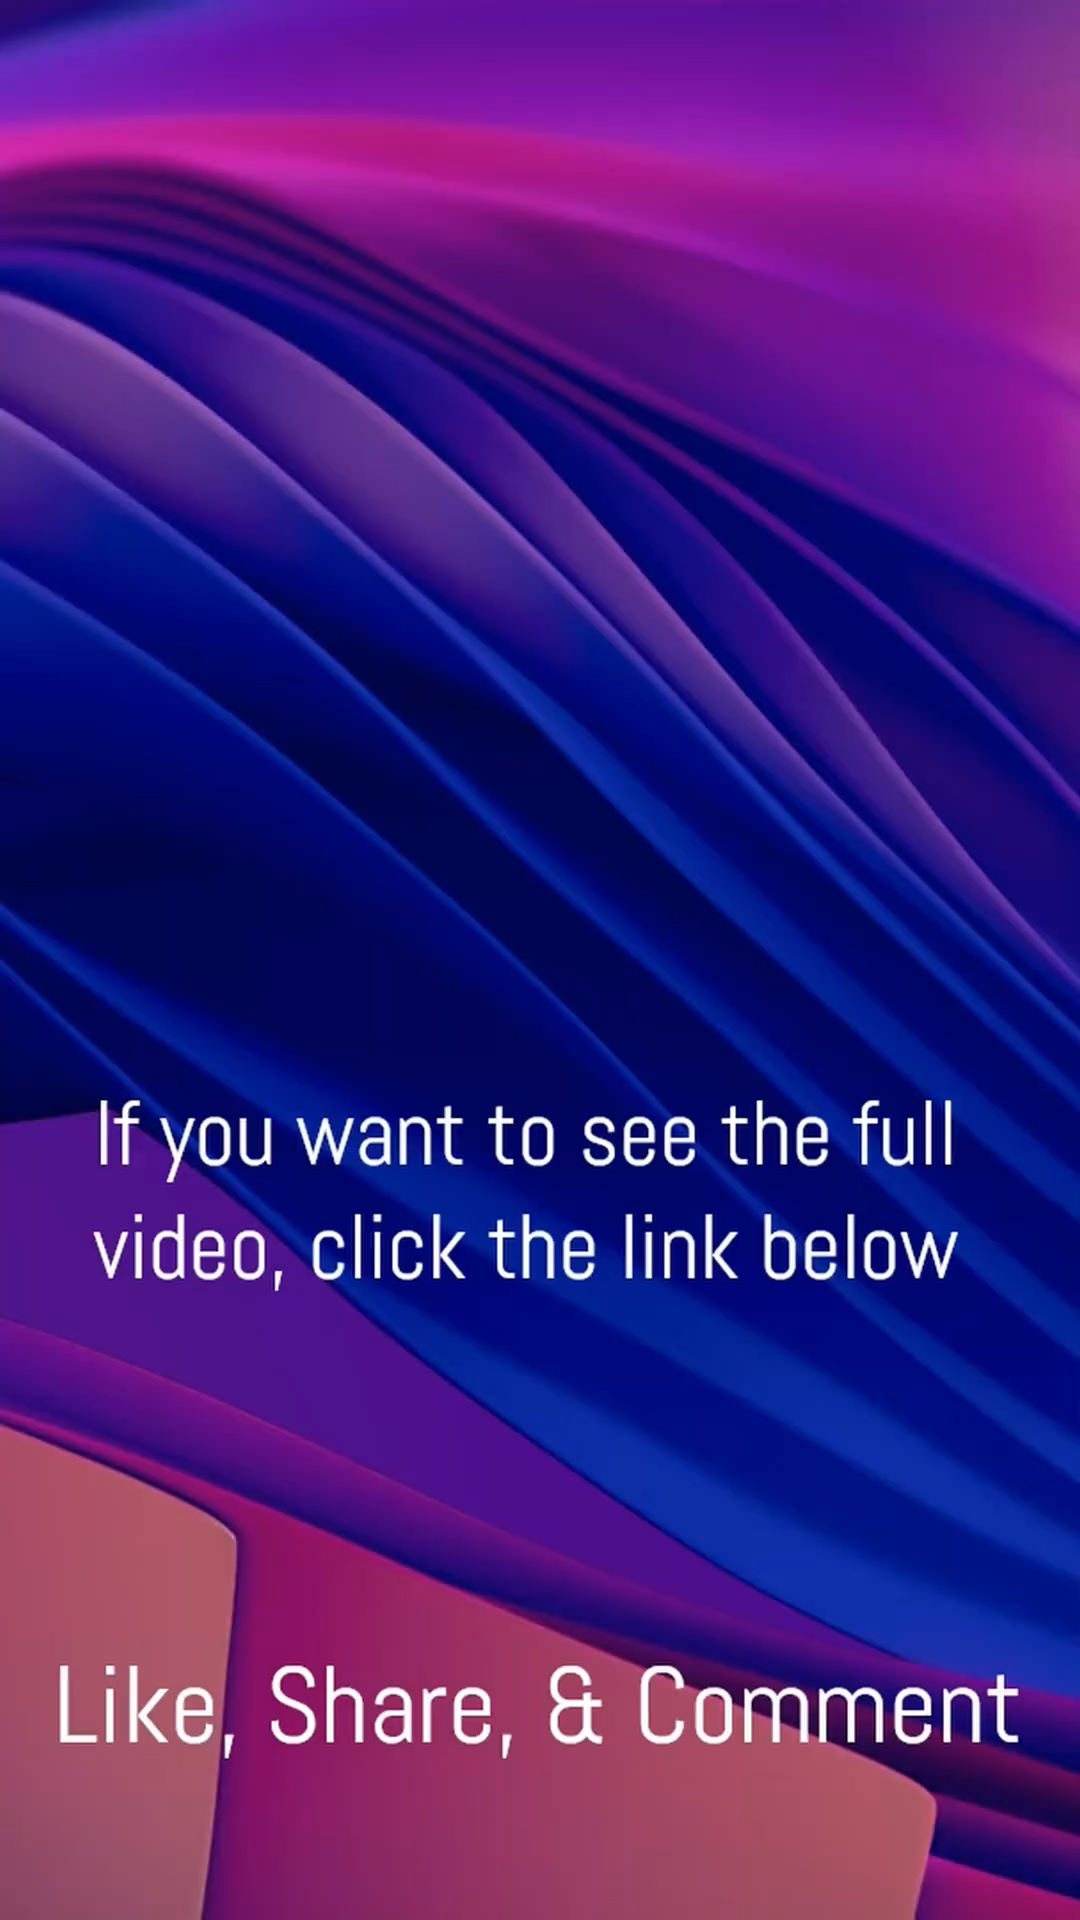 If you want to see the full
video, click the link below
Like, Share, & Comment